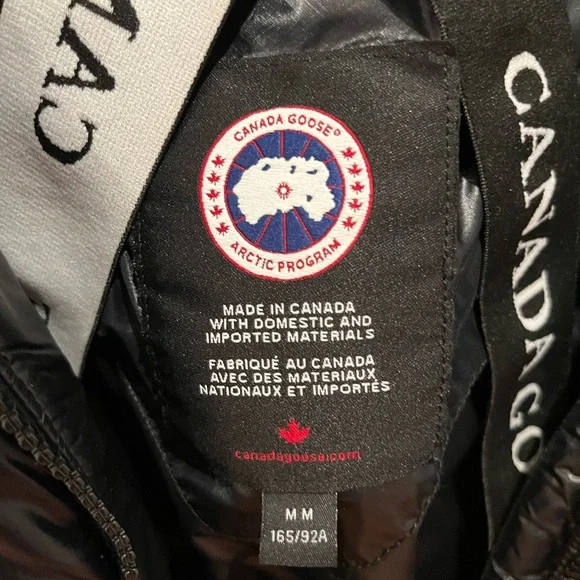 CANADA GOOSE®
ARCTIC PROGRAM
MADE IN CANADA
WITH DOMESTIC AND
IMPORTED MATERIALS
FABRIQUÉ AU CANADA
AVEC DES MATERIAUX
NATIONAUX ET IMPORTÉS
canadagoose.com
M M
165/92A
CANADAGO